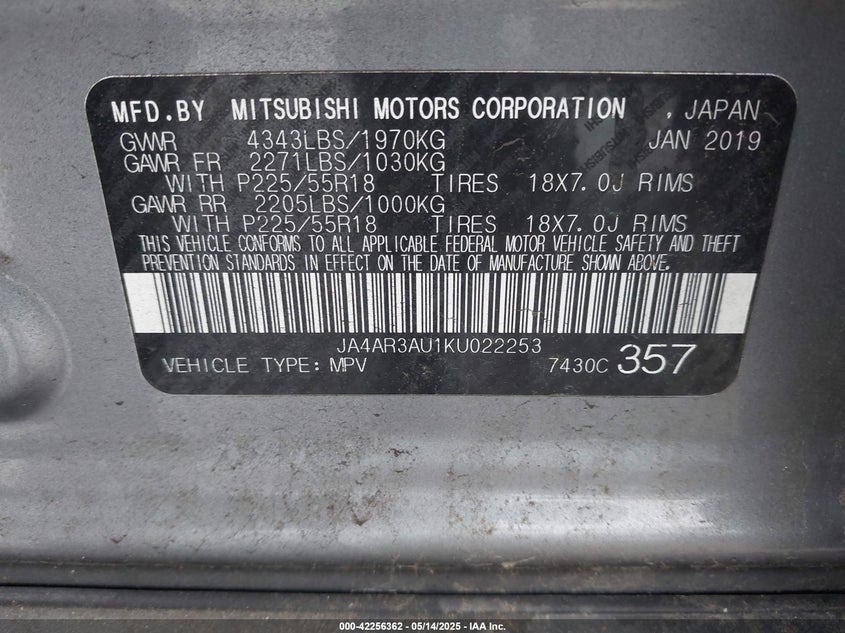 MFD.BY MITSUBISHI MOTORS CORPORATION , JAPAN
GVWR 4343LBS/1970KG JAN 2019
GAWR FR 2271LBS/1030KG
WITH P225/55R18 TIRES 18X7.0J RIMS
GAWR RR 2205LBS/1000KG
WITH P225/55R18 TIRES 18X7.0J RIMS
THIS VEHICLE CONFORMS TO ALL APPLICABLE FEDERAL MOTOR VEHICLE SAFETY AND THEFT
PREVENTION STANDARDS IN EFFECT ON THE DATE OF MANUFACTURE SHOWN ABOVE.
JA4AR3AU1KU022253
VEHICLE TYPE: MPV 7430C 357
000-42256362 - 05/14/2025 - IAA Inc.